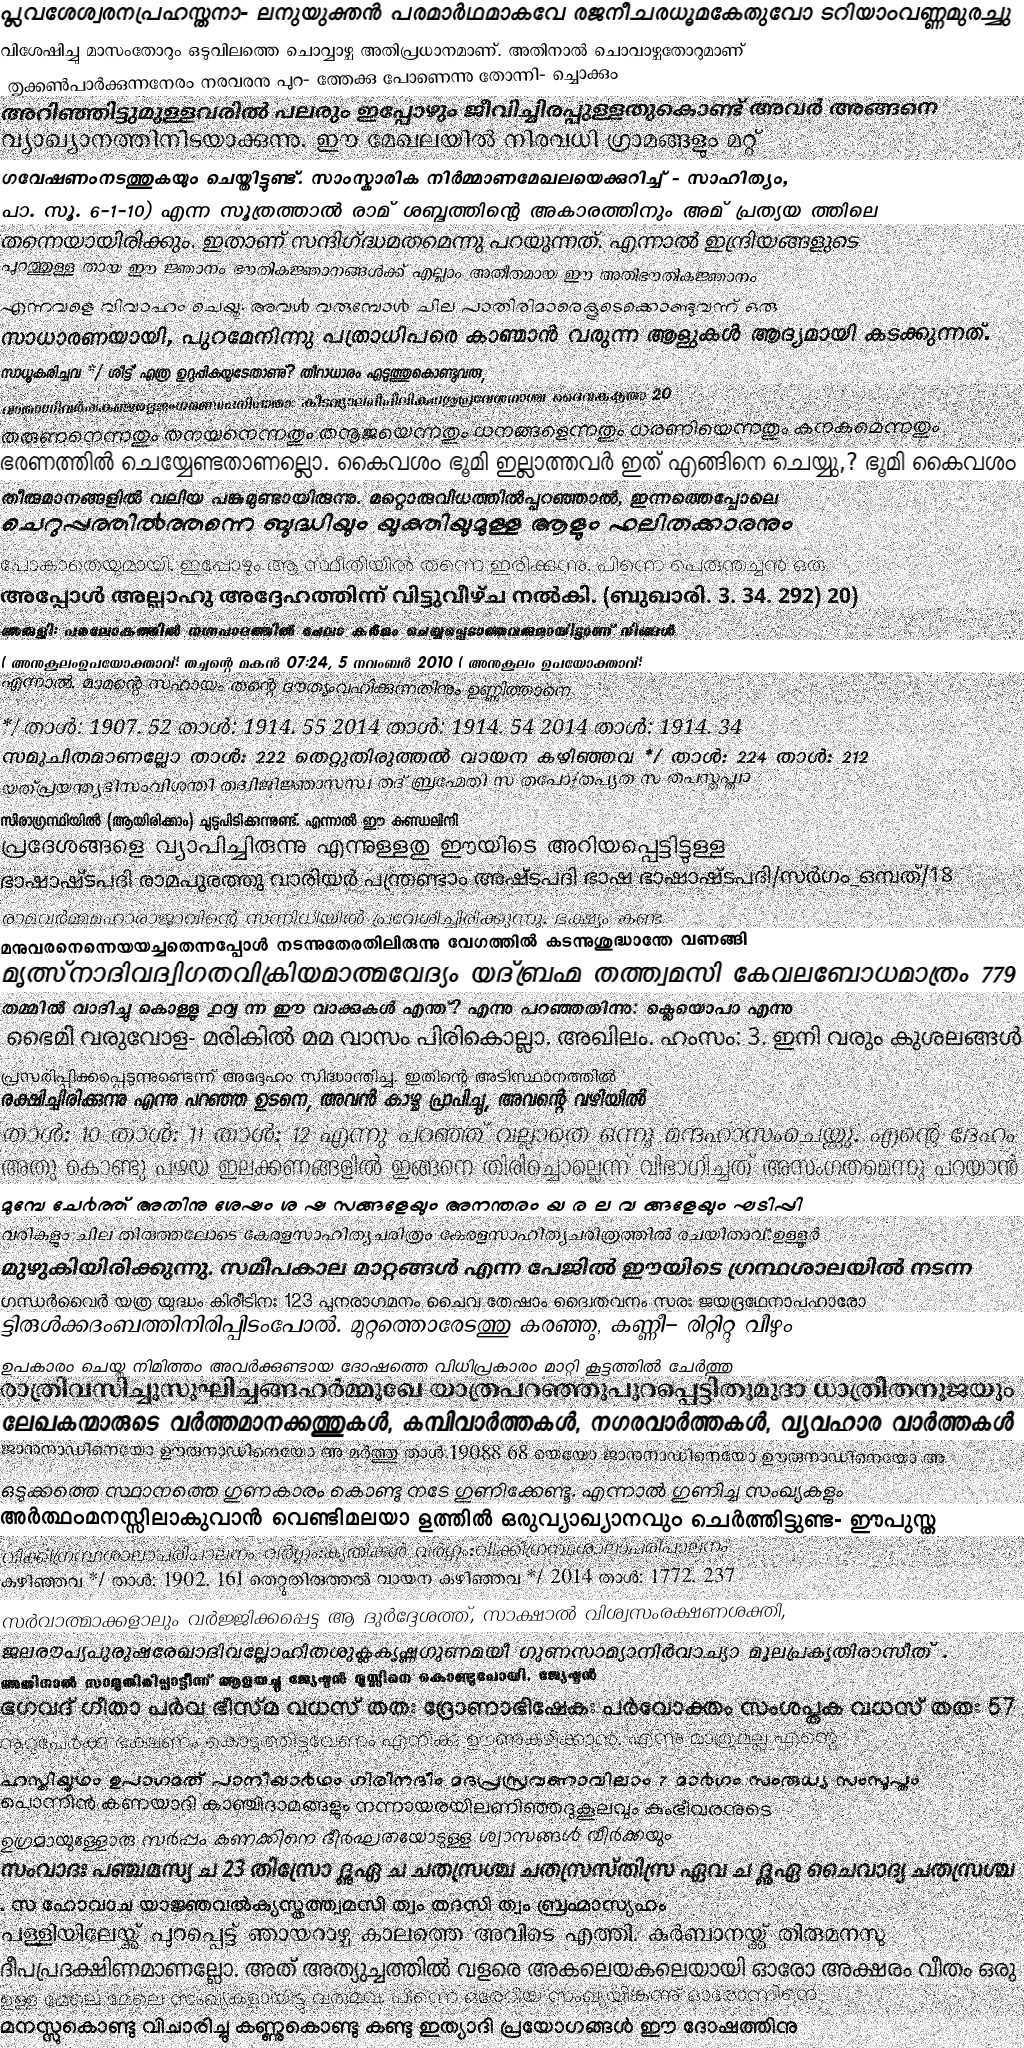 പ്ലവശേശ്വരനപ്രഹസ്തനാ- ലനുയുക്തൻ പരമാർഥമാകവേ രജനീചരധൂമകേതുവോ ടറിയാംവണ്ണമുരച്ചു
വിശേഷിച്ചു മാസംതോറും ഒടുവിലത്തെ ചൊവ്വാഴ്ച അതിപ്രധാനമാണ്. അതിനാൽ ചൊവാഴ്ചതോറുമാണ്
തൃക്കൺപാർക്കുന്നനേരം നരവരനു പുറ- ത്തേക്കു പോണെന്നു തോന്നി- ച്ചൊക്കും
അറിഞ്ഞിട്ടുമുള്ളവരിൽ പലരും ഇപ്പോഴും ജീവിച്ചിരപ്പുള്ളതുകൊണ്ട് അവർ അങ്ങനെ
വ്യാഖ്യാനത്തിനിടയാക്കുന്നു. ഈ മേഖലയിൽ നിരവധി ഗ്രാമങ്ങളും മറ്റ്
ഗവേഷണംനടത്തുകയും ചെയ്തിട്ടുണ്ട്. സാംസ്കാരിക നിർമ്മാണമേഖലയെക്കുറിച്ച് - സാഹിത്യം,
പാ. സൂ. 6-1-10) എന്ന സൂത്രത്താൽ രാമ് ശബ്ദത്തിന്റെ അകാരത്തിനും അമ് പ്രത്യയ ത്തിലെ
തന്നെയായിരിക്കും. ഇതാണ് സന്ദിഗ്ദ്ധമതമെന്നു പറയുന്നത്. എന്നാൽ ഇന്ദ്രിയങ്ങളുടെ
പുറത്തുള്ള തായ ഈ ജ്ഞാനം ഭൗതികജ്ഞാനങ്ങൾക്ക് എല്ലാം അതീതമായ ഈ അതിഭൗതികജ്ഞാനം
എന്നവളെ വിവാഹം ചെയ്തു. അവൾ വരുമ്പോൾ ചില പാതിരിമാരെക്കൂടെക്കൊണ്ടുവന്ന് ഒരു
സാധാരണയായി, പുറമേനിന്നു പത്രാധിപരെ കാണ്മാൻ വരുന്ന ആളുകൾ ആദ്യമായി കടക്കുന്നത്.
സാധൂകരിച്ചവ */ ശീട്ട് എത്ര ഉറുപ്പികയുടേതാണു? തീവാധാരം എടുത്തുകൊണ്ടുവരു,
തരുണനെന്നതും തനയനെന്നതും തന്വജയെന്നതും ധനങ്ങളെന്നതും ധരണിയെന്നതും കനകമെന്നതും
ഭരണത്തിൽ ചെയ്യേണ്ടതാണല്ലൊ. കൈവശം ഭൂമി ഇല്ലാത്തവർ ഇത് എങ്ങിനെ ചെയ്യു,? ഭൂമി കൈവശം
തീരുമാനങ്ങളിൽ വലിയ പങ്കുമുണ്ടായിരുന്നു. മറ്റൊരുവിധത്തിൽപ്പറഞ്ഞാൽ, ഇന്നത്തെപ്പോലെ
ചെറുപ്പത്തിൽത്തന്നെ ബുദ്ധിയും യുക്തിയുമുള്ള ആളും ഫലിതക്കാരനും
പോകാതെയുമായി. ഇപ്പോഴും ആ സ്ഥിതിയിൽ തന്നെ ഇരിക്കുന്നു. പിന്നെ പെരുന്തച്ചൻ ഒരു
അപ്പോൾ അല്ലാഹു അദ്ദേഹത്തിന്ന് വിട്ടുവീഴ്ച നൽകി. (ബുഖാരി. 3. 34. 292) 20)
അരുളി: പരലോകത്തിൽ നഗ്നപാദത്തിൽ ചേലാ കർമം ചെയ്യപ്പെടാത്തവരുമായിട്ടാണ് നിങ്ങൾ
( അനുകൂലംഉപയോക്താവ്: തച്ചന്റെ മകൻ 07:24, 5 നവംബർ 2010 ( അനുകൂലം ഉപയോക്താവ്:
എന്നാൽ. മാമന്റെ സഹായം തന്റെ ദൗത്യംവഹിക്കുന്നതിനും ഉണ്ണിത്താനെ
*/ താൾ: 1907. 52 താൾ: 1914. 55 2014 താൾ: 1914. 54 2014 താൾ: 1914. 34
സമുചിതമാണല്ലോ താൾ: 222 തെറ്റുതിരുത്തൽ വായന കഴിഞ്ഞവ */ താൾ: 224 താൾ: 212
യത്പ്രയന്ത്യഭിസംവിശന്തി തദ്വിജിജ്ഞാസസ്വ തദ് ബ്രഹ്മേതി സ തപോ/തപ്യത സ തപസ്തപ്ത്വാ
സിരാഗ്രന്ഥിയിൽ (ആയിരിക്കാം) ചൂടുപിടിക്കുന്നുണ്ട്. എന്നാൽ ഈ കുണ്ഡലിനീ
പ്രദേശങ്ങളെ വ്യാപിച്ചിരുന്നു എന്നുള്ളതു ഈയിടെ അറിയപ്പെട്ടിട്ടുള്ള
ഭാഷാഷ്ടപദി രാമപുരത്തു വാരിയർ പന്ത്രണ്ടാം അഷ്ടപദി ഭാഷ ഭാഷാഷ്ടപദി/സർഗം_ഒമ്പത്/18
രാമവർമ്മമഹാരാജാവിന്റെ സന്നിധിയിൽ പ്രവേശിച്ചിരിക്കുന്നു. ഭക്ഷ്യം കണ്ട
മനുവരനെന്നെയയച്ചതെന്നപ്പോൾ നടന്നുതേരതിലിരുന്നു വേഗത്തിൽ കടന്നുശുദ്ധാന്തേ വണങ്ങി
മൃത്സ്നാദിവദ്വിഗതവിക്രിയമാത്മവേദ്യം യദ്ബ്രഹ്മ തത്ത്വമസി കേവലബോധമാത്രം 779
തമ്മിൽ വാദിച്ചു കൊള്ളൂ ൧൮ ന്ന ഈ വാക്കുകൾ എന്ത്? എന്നു പറഞ്ഞതിന്നു: ക്ലെയൊപാ എന്നു
ഭൈമി വരുവോള- മരികിൽ മമ വാസം പിരികൊല്ലാ. അഖിലം. ഹംസം: 3. ഇനി വരും കുശലങ്ങൾ
പ്രസരിപ്പിക്കപ്പെടുന്നുണ്ടെന്ന് അദ്ദേഹം സിദ്ധാന്തിച്ചു. ഇതിന്റെ അടിസ്ഥാനത്തിൽ
രക്ഷിച്ചിരിക്കുന്നു എന്നു പറഞ്ഞ ഉടനെ, അവൻ കാഴ്ച പ്രാപിച്ചു, അവന്റെ വഴിയിൽ
താൾ: 10 താൾ: 11 താൾ: 12 എന്നു പറഞ്ഞ് വല്ലാതെ ഒന്നു മന്ദഹാസംചെയ്തു. എന്റെ ദേഹം
അതു കൊണ്ടു പഴയ ഇലക്കണങ്ങളിൽ ഇങ്ങനെ തിരിച്ചൊല്ലെന്ന് വിഭാഗിച്ചത് അസംഗതമെന്നു പറയാൻ
മുമ്പേ ചേർത്ത് അതിനു ശേഷം ശ ഷ സങ്ങളേയും അനന്തരം യ ര ല വ ങ്ങളേയും ഘടിപ്പി
വരികളും ചില തിരുത്തലോടെ കേരളസാഹിത്യചരിത്രം കേരളസാഹിത്യചരിത്രത്തിൽ രചയിതാവ്:ഉള്ളൂർ
മുഴുകിയിരിക്കുന്നു. സമീപകാല മാറ്റങ്ങൾ എന്ന പേജിൽ ഈയിടെ ഗ്രന്ഥശാലയിൽ നടന്ന
ഗന്ധർവൈർ യത്ര യുദ്ധം കിരീടിനഃ 123 പുനരാഗമനം ചൈവ തേഷാം ദ്വൈതവനം സരഃ ജയദ്രഥേനാപഹാരോ
ട്ടിരുൾക്കദംബത്തിനിരിപ്പിടംപോൽ. മുറ്റത്തൊരേടത്തു കരഞ്ഞു, കണ്ണീ– രിറ്റിറ്റു വീഴും
ഉപകാരം ചെയ്ത നിമിത്തം അവർക്കുണ്ടായ ദോഷത്തെ വിധിപ്രകാരം മാറ്റി കൂട്ടത്തിൽ ചേർത്തു
രാത്രിവസിച്ചുസുഘിച്ചങ്ങഹർമ്മുഖേ യാത്രപറഞ്ഞുപുറപ്പെട്ടിതുമുദാ ധാത്രീതനൂജയും
ലേഖകന്മാരുടെ വർത്തമാനക്കത്തുകൾ, കമ്പിവാർത്തകൾ, നഗരവാർത്തകൾ, വ്യവഹാര വാർത്തകൾ
ജാനുനാഡിനെയോ ഊരുനാഡിനെയോ അ മർത്തു താൾ.19088 68 യെയോ ജാനുനാഡിനെയോ ഊരുനാഡിനെയോ അ
ഒടുക്കത്തെ സ്ഥാനത്തെ ഗുണകാരം കൊണ്ടു നടേ ഗുണിക്കേണ്ടൂ. എന്നാൽ ഗുണിച്ച സംഖ്യകളും
അർത്ഥംമനസ്സിലാകുവാൻ വെണ്ടിമലയാ ളത്തിൽ ഒരുവ്യാഖ്യാനവും ചെർത്തിട്ടുണ്ട- ഈപുസ്ത
വിക്കിഗ്രന്ഥശാലാപരിപാലനം വർഗ്ഗം:കൃതികൾ വർഗ്ഗം:വിക്കിഗ്രന്ഥശാലാപരിപാലനം
കഴിഞ്ഞവ */ താൾ: 1902. 161 തെറ്റുതിരുത്തൽ വായന കഴിഞ്ഞവ */ 2014 താൾ: 1772. 237
സർവാത്മാക്കളാലും വർജ്ജിക്കപ്പെട്ട ആ ദുർദ്ദേശത്ത്, സാക്ഷാൽ വിശ്വസംരക്ഷണശക്തി,
ജലരൗപ്യപുരുഷരേഖാദിവല്ലോഹിതശുക്ലകൃഷ്ണഗുണമയീ ഗുണസാമ്യാനിർവാച്യാ മൂലപ്രകൃതിരാസീത് .
അതിനാൽ സാമൂതിരിപ്പാട്ടീന്ന് ആളയച്ചു ജ്യേഷ്ഠൻ മൂസ്സിനെ കൊണ്ടുപോയി. ജ്യേഷ്ഠൻ
ഭഗവദ് ഗീതാ പർവ ഭീസ്മ വധസ് തതഃ ദ്രോണാഭിഷേകഃ പർവോക്തം സംശപ്തക വധസ് തതഃ 57
നൂറുപേർക്കു ഭക്ഷണം കൊടുത്തിട്ടുവേണം എനിക്കു ഊണുകഴിക്കാൻ. എന്നു മാത്രമല്ല എന്റെ
ഹസ്തിയൂഥം ഉപാഗമത് പാനീയാർഥം ഗിരിനദീം മദപ്രസ്രവണാവിലാം 7 മാർഗം സംരുധ്യ സംസുപ്തം
പൊന്നിൻ കണയാദി കാഞ്ചിദാമങ്ങളും നന്നായരയിലണിഞ്ഞദുകൂലവും കുംഭീവരനുടെ
ഉഗ്രമായുള്ളോരു സർപ്പം കണക്കിനെ ദീർഘതയോടുള്ള ശ്വാസങ്ങൾ വീർക്കയും
സംവാദഃ പഞ്ചമസ്യ ച 23 തിസ്രോ ദ്ധ്യൂഏ ച ചതസ്രശ്ച ചതസ്രസ്തിസ്ര ഏവ ച ദ്ധ്യൂഏ ചൈവാദ്യ ചതസ്രശ്ച
. സ ഹോവാച യാജ്ഞവൽക്യസ്തത്ത്വമസി ത്വം തദസി ത്വം ബ്രഹ്മാസ്യഹം
പള്ളിയിലേയ്ക്ക് പുറപ്പെട്ട് ഞായറാഴ്ച കാലത്തെ അവിടെ എത്തി. കുർബാനയ്ക്ക് തിരുമനസു
ദീപപ്രദക്ഷിണമാണല്ലോ. അത് അത്യുച്ചത്തിൽ വളരെ അകലെയകലെയായി ഓരോ അക്ഷരം വീതം ഒരു
ഉള്ള മേലെ മേലെ സംഖ്യകളായിട്ടു വരുമവ. പിന്നെ ഒരേറിയ സംഖ്യയിങ്കന്ന് ഓരോന്നിനെ
മനസ്സുകൊണ്ടു വിചാരിച്ചു കണ്ണുകൊണ്ടു കണ്ടു ഇത്യാദി പ്രയോഗങ്ങൾ ഈ ദോഷത്തിനു